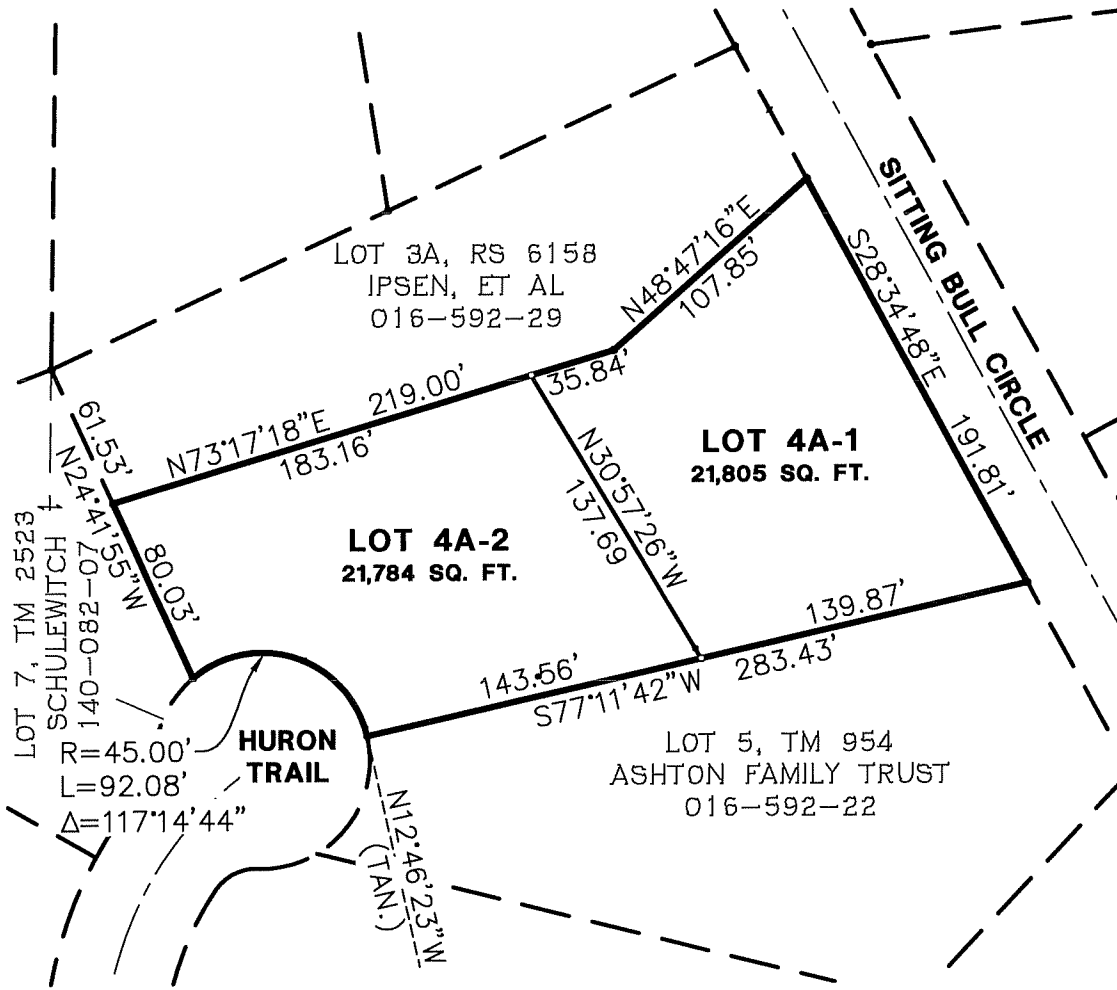 SITTING BULL CIRCLE
LOT 3A, RS 6158
IPSEN, ET AL
016-592-29
N48°47'16"E
107.85'
S28°34'48"E
191.81'
219.00'
35.84'
N73°17'18"E
183.16'
61.53'
N24°41'55"W
80.03'
LOT 7, TM 2523
SCHULEWITCH
140-082-07
LOT 4A-1
21,805 SQ. FT.
LOT 4A-2
21,784 SQ. FT.
N30°57'26"W
137.69
139.87'
283.43'
143.56'
S77°11'42"W
R=45.00'
L=92.08'
Δ=117°14'44"
HURON
TRAIL
LOT 5, TM 954
ASHTON FAMILY TRUST
016-592-22
N12°46'23"W
(TAN.)